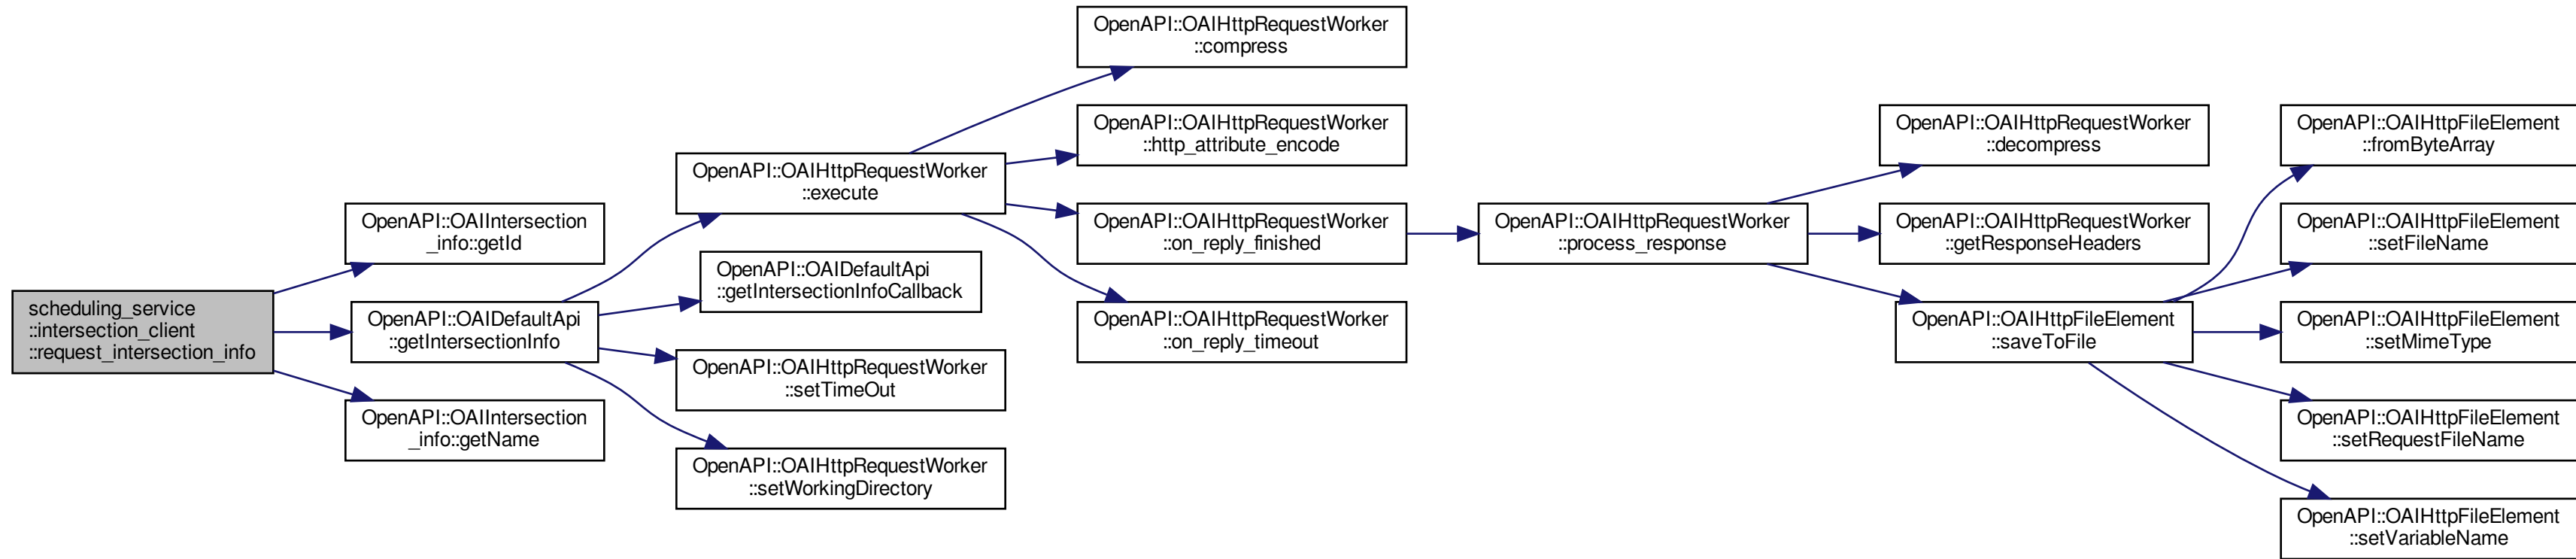 scheduling_service
::intersection_client
::request_intersection_info
OpenAPI::OAIIntersection
_info::getId
OpenAPI::OAIDefaultApi
::getIntersectionInfo
OpenAPI::OAIIntersection
_info::getName
OpenAPI::OAIHttpRequestWorker
::execute
OpenAPI::OAIDefaultApi
::getIntersectionInfoCallback
OpenAPI::OAIHttpRequestWorker
::setTimeOut
OpenAPI::OAIHttpRequestWorker
::setWorkingDirectory
OpenAPI::OAIHttpRequestWorker
::compress
OpenAPI::OAIHttpRequestWorker
::http_attribute_encode
OpenAPI::OAIHttpRequestWorker
::on_reply_finished
OpenAPI::OAIHttpRequestWorker
::on_reply_timeout
OpenAPI::OAIHttpRequestWorker
::process_response
OpenAPI::OAIHttpRequestWorker
::decompress
OpenAPI::OAIHttpRequestWorker
::getResponseHeaders
OpenAPI::OAIHttpFileElement
::saveToFile
OpenAPI::OAIHttpFileElement
::fromByteArray
OpenAPI::OAIHttpFileElement
::setFileName
OpenAPI::OAIHttpFileElement
::setMimeType
OpenAPI::OAIHttpFileElement
::setRequestFileName
OpenAPI::OAIHttpFileElement
::setVariableName